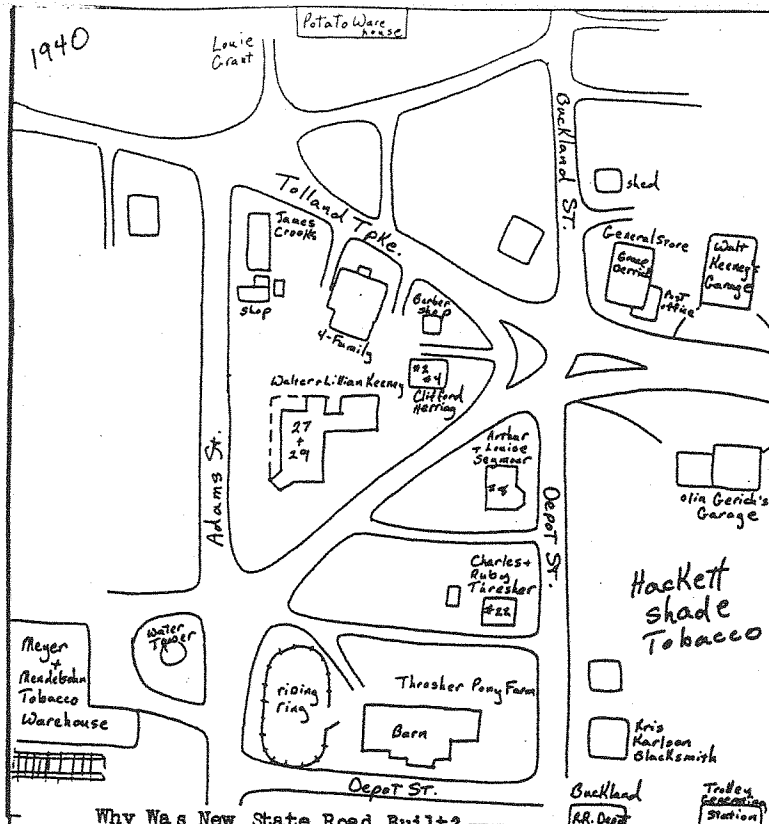 1940
Louie
Grant
Potato Ware
house
Buckland ST.
shed
Tolland Tpke.
James
Crooks
shop
4-Family
Barber
shop
General Store
Post
office
Walt
Keeney's
Garage
#2
#4
Clifford
Herring
Walter + Lillian Keeney
27
+
29
Adams St.
Arthur
+ Louise
Seymour
#8
Depot ST.
Olin Gerich's
Garage
Charles +
Ruby
Thresher
#22
Hackett
shade
Tobacco
Water
Tower
Meyer
+
Mendelsohn
Tobacco
Warehouse
riding
ring
Thrasher Pony Farm
Barn
Kris
Karlson
Blacksmith
Depot ST.
Buckland
R.R. Depot
Trolley
Generating
Station
Why Was New State Road Built?